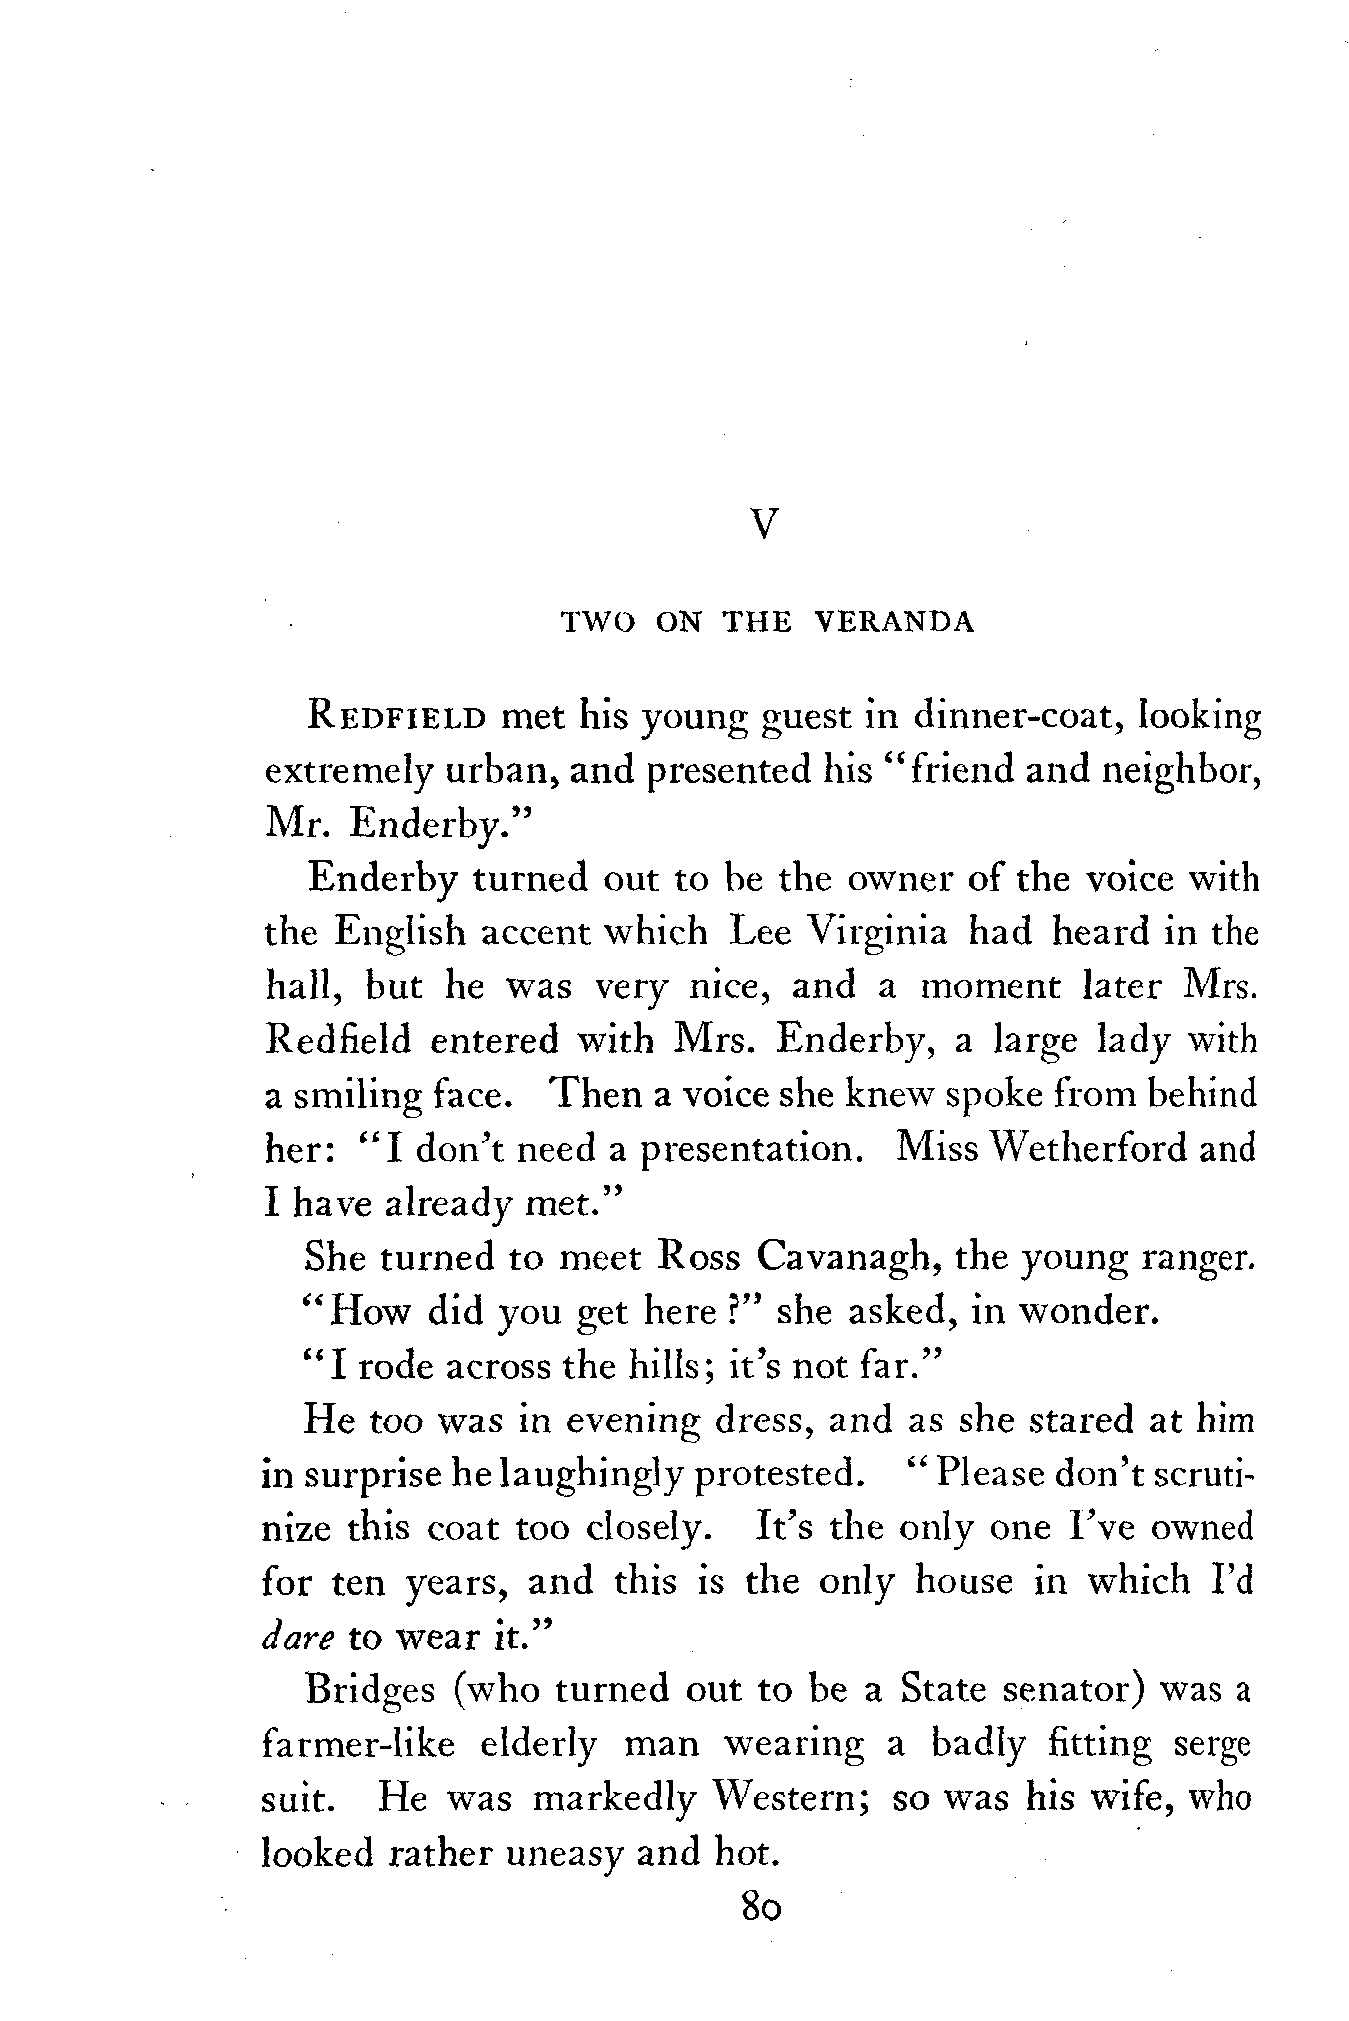 V
TWO ON THE VERANDA
REDFIELD met his young guest in dinner-coat, looking
extremely urban, and presented his “friend and neighbor,
Mr. Enderby.”
Enderby turned out to be the owner of the voice with
the English accent which Lee Virginia had heard in the
hall, but he was very nice, and a moment later Mrs.
Redfield entered with Mrs. Enderby, a large lady with
a smiling face. Then a voice she knew spoke from behind
her: “I don’t need a presentation. Miss Wetherford and
I have already met.”
She turned to meet Ross Cavanagh, the young ranger.
“How did you get here?” she asked, in wonder.
“I rode across the hills; it’s not far.”
He too was in evening dress, and as she stared at him
in surprise he laughingly protested. “Please don’t scruti-
nize this coat too closely. It’s the only one I’ve owned
for ten years, and this is the only house in which I’d
dare to wear it.”
Bridges (who turned out to be a State senator) was a
farmer-like elderly man wearing a badly fitting serge
suit. He was markedly Western; so was his wife, who
looked rather uneasy and hot.
80